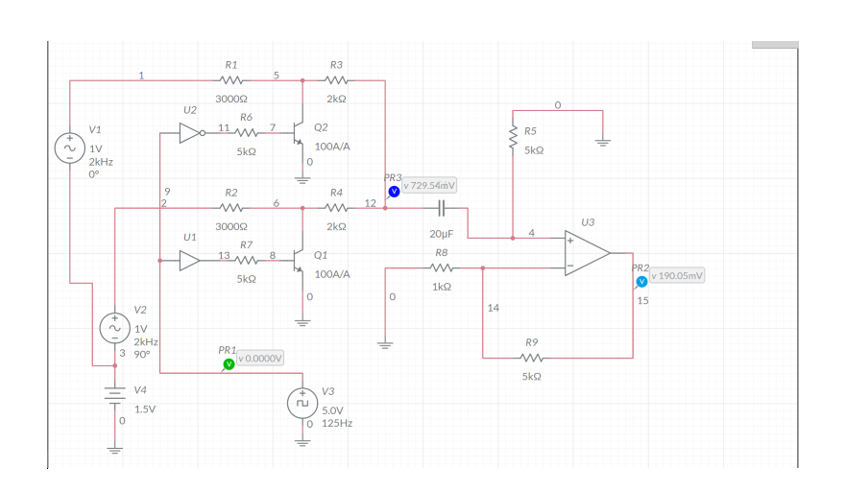 1
R1
3000Ω
5
R3
2kΩ
V1
1V
2kHz
0°
U2
11
R6
5kΩ
7
Q2
100A/A
0
0
R5
5kΩ
9
2
R2
3000Ω
6
R4
2kΩ
12
PR3
v 729.54mV
20µF
4
U3
U1
13
R7
5kΩ
8
Q1
100A/A
0
R8
1kΩ
0
14
PR2
v 190.05mV
15
V2
1V
2kHz
90°
3
PR1
v 0.0000V
R9
5kΩ
V4
1.5V
0
V3
5.0V
125Hz
0